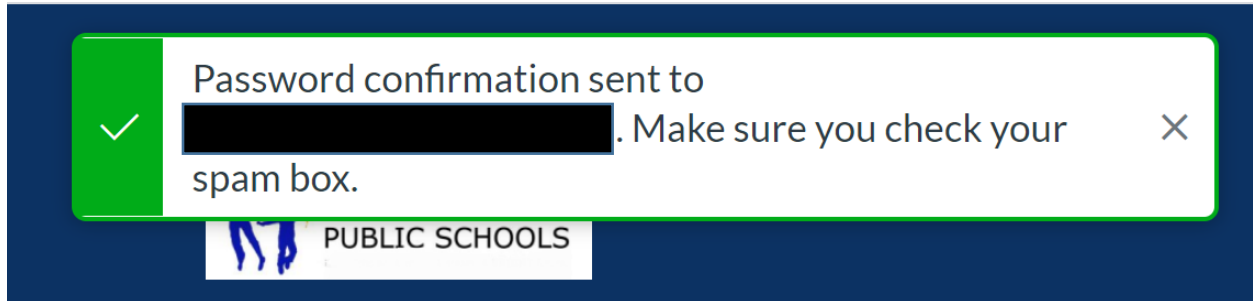 Password confirmation sent to
. Make sure you check your
spam box.
PUBLIC SCHOOLS